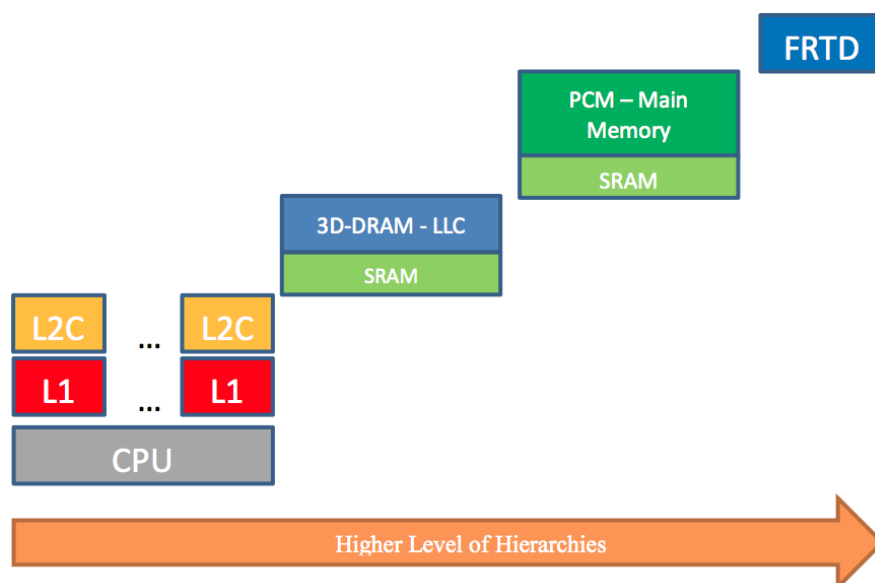 FRTD
PCM – Main
Memory
SRAM
3D-DRAM - LLC
SRAM
L2C ... L2C
L1 ... L1
CPU
Higher Level of Hierarchies